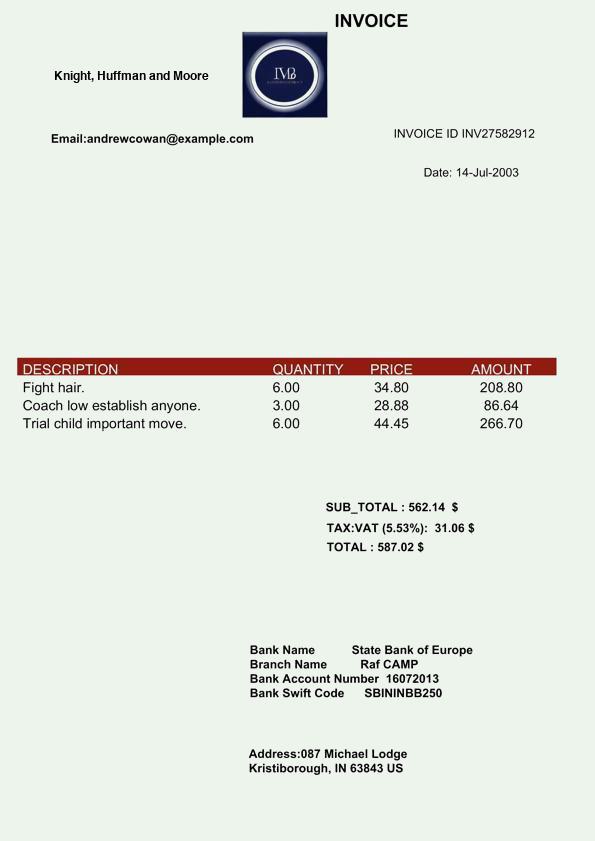 INVOICE
Knight, Huffman and Moore
Email:andrewcowan@example.com
INVOICE ID INV27582912
Date: 14-Jul-2003
DESCRIPTION QUANTITY PRICE AMOUNT
Fight hair. 6.00 34.80 208.80
Coach low establish anyone. 3.00 28.88 86.64
Trial child important move. 6.00 44.45 266.70
SUB_TOTAL : 562.14 $
TAX:VAT (5.53%): 31.06 $
TOTAL : 587.02 $
Bank Name State Bank of Europe
Branch Name Raf CAMP
Bank Account Number 16072013
Bank Swift Code SBININBB250
Address:087 Michael Lodge
Kristiborough, IN 63843 US